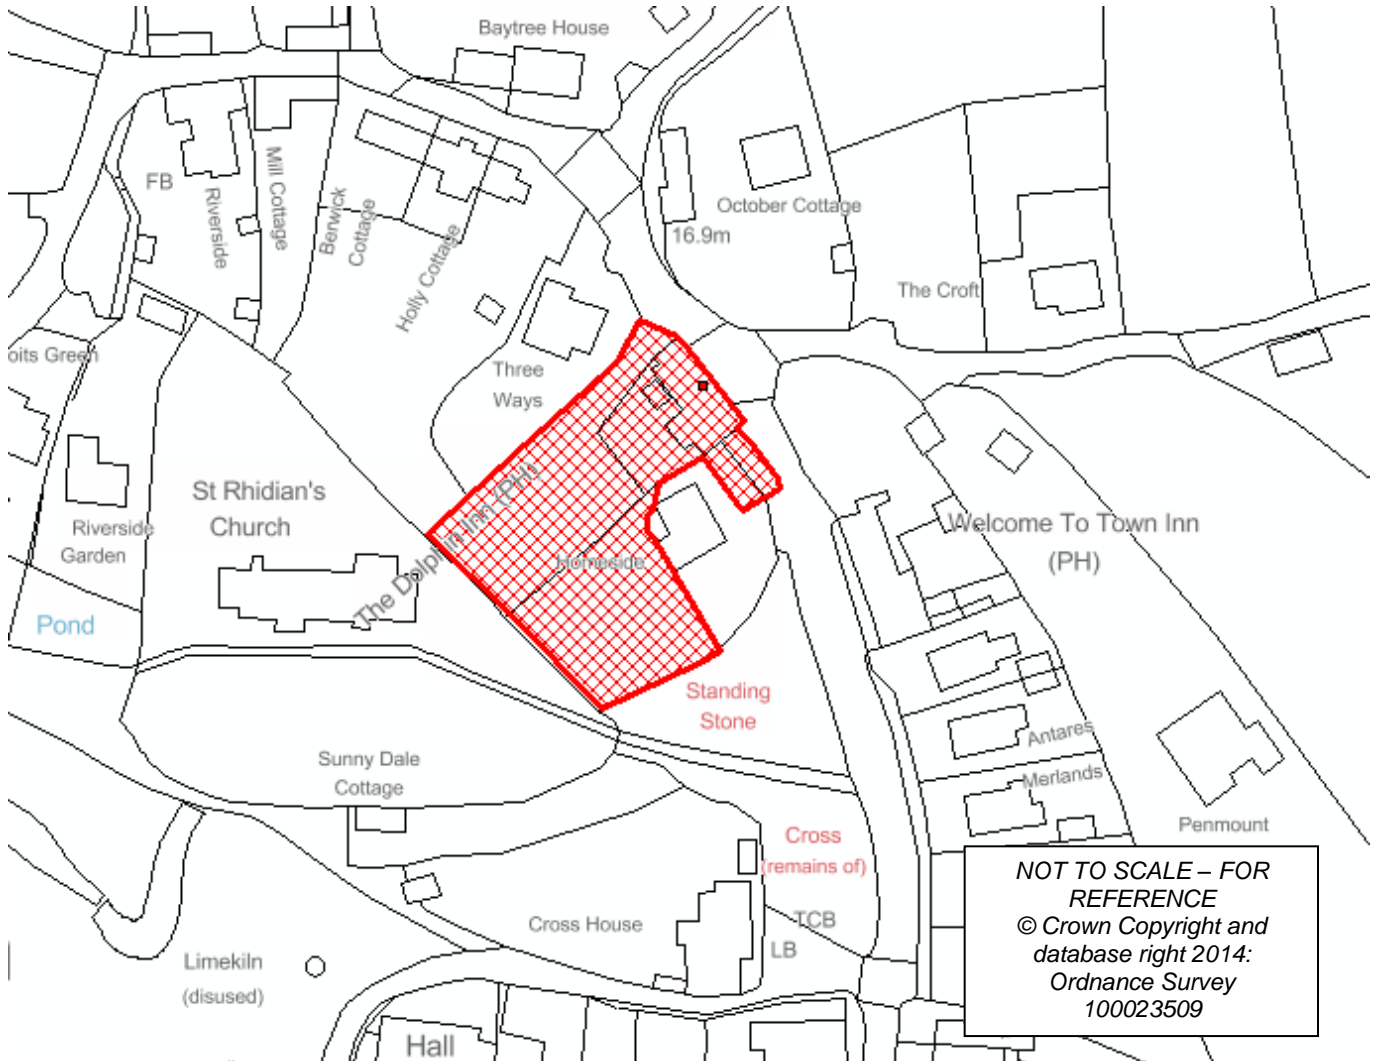 Baytree House
FB
Riverside
Mill Cottage
Berwick
Cottage
Holly Cottage
October Cottage
16.9m
The Croft
oits Green
Three
Ways
St Rhidian's
Church
Riverside
Garden
The Dolphin Inn (PH)
Homeside
Welcome To Town Inn
(PH)
Pond
Standing
Stone
Antares
Merlands
Sunny Dale
Cottage
Penmount
Cross
(remains of)
Cross House
TCB
LB
Limekiln
(disused)
Hall
NOT TO SCALE – FOR
REFERENCE
© Crown Copyright and
database right 2014:
Ordnance Survey
100023509